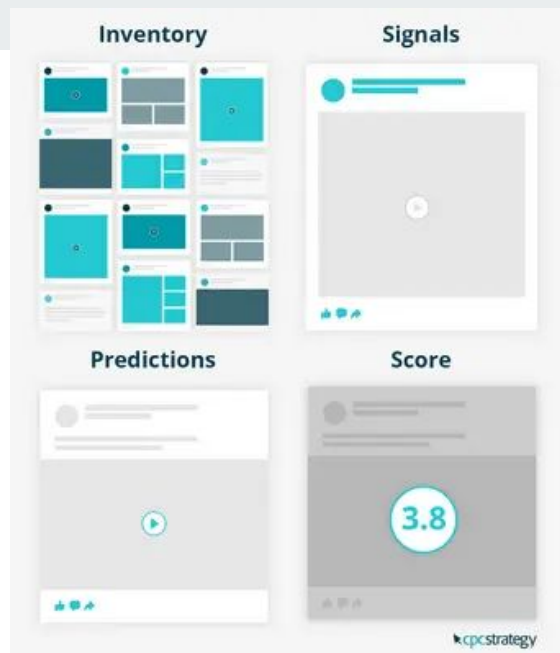 Inventory
Signals
Predictions
Score
3.8
cpcstrategy